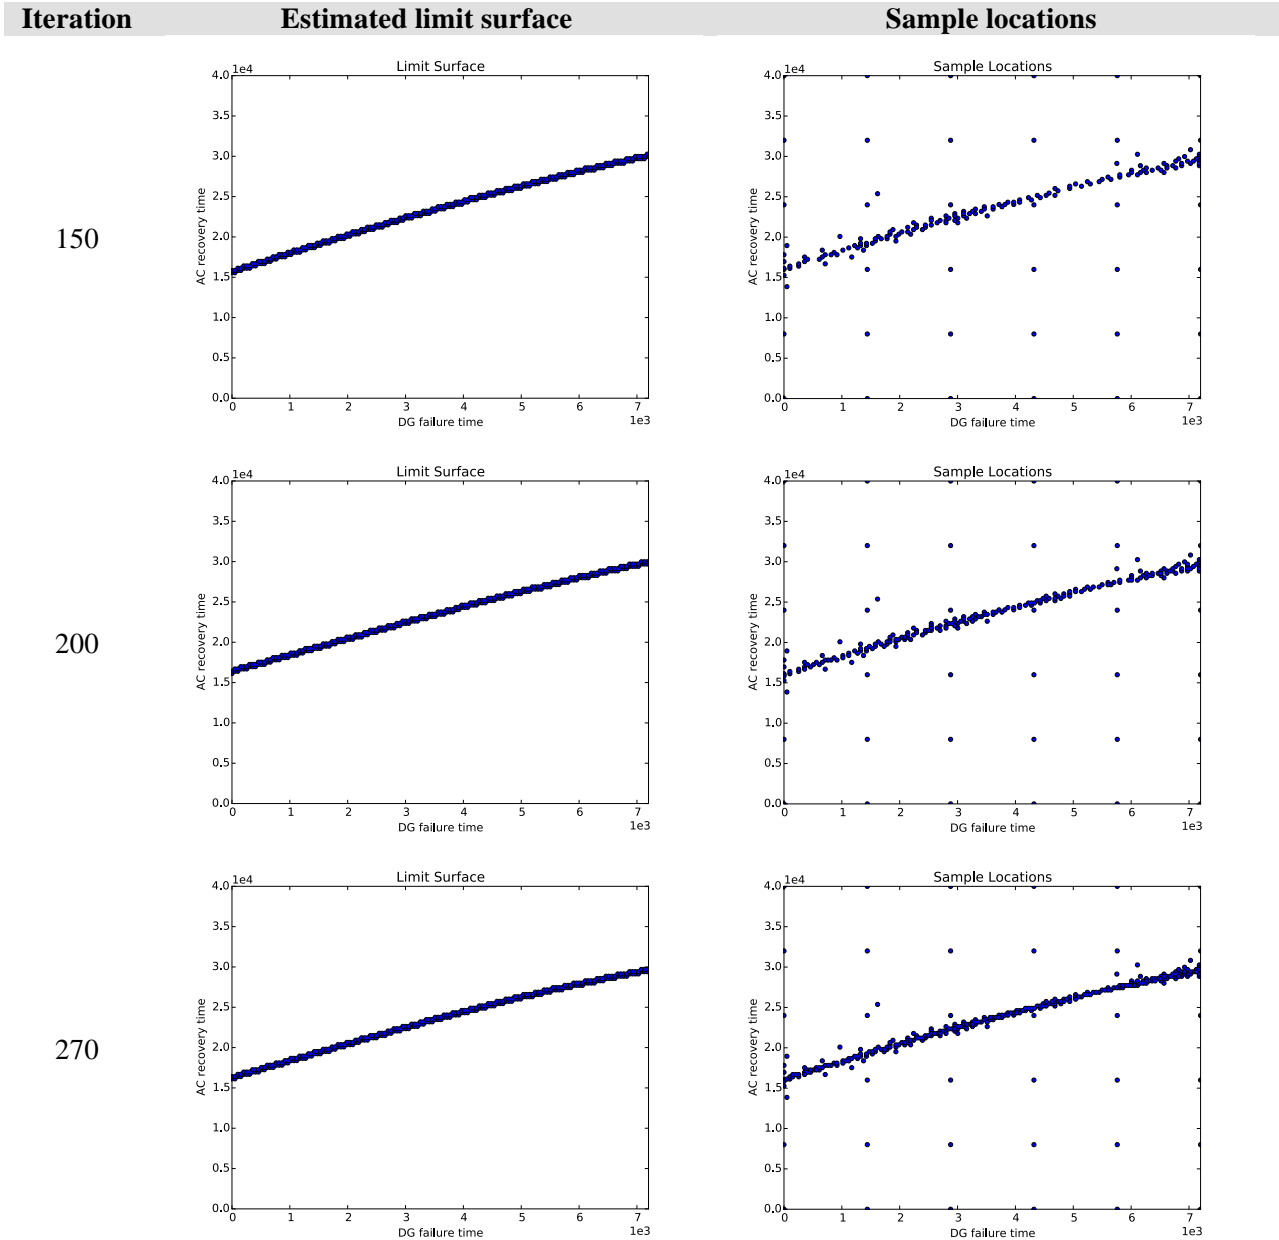 Iteration Estimated limit surface Sample locations
150
Limit Surface
1e4
4.0
3.5
3.0
2.5
2.0
1.5
1.0
0.5
0.0
AC recovery time
0 1 2 3 4 5 6 7
1e3
DG failure time
Sample Locations
1e4
4.0
3.5
3.0
2.5
2.0
1.5
1.0
0.5
0.0
AC recovery time
0 1 2 3 4 5 6 7
1e3
DG failure time
200
Limit Surface
1e4
4.0
3.5
3.0
2.5
2.0
1.5
1.0
0.5
0.0
AC recovery time
0 1 2 3 4 5 6 7
1e3
DG failure time
Sample Locations
1e4
4.0
3.5
3.0
2.5
2.0
1.5
1.0
0.5
0.0
AC recovery time
0 1 2 3 4 5 6 7
1e3
DG failure time
270
Limit Surface
1e4
4.0
3.5
3.0
2.5
2.0
1.5
1.0
0.5
0.0
AC recovery time
0 1 2 3 4 5 6 7
1e3
DG failure time
Sample Locations
1e4
4.0
3.5
3.0
2.5
2.0
1.5
1.0
0.5
0.0
AC recovery time
0 1 2 3 4 5 6 7
1e3
DG failure time